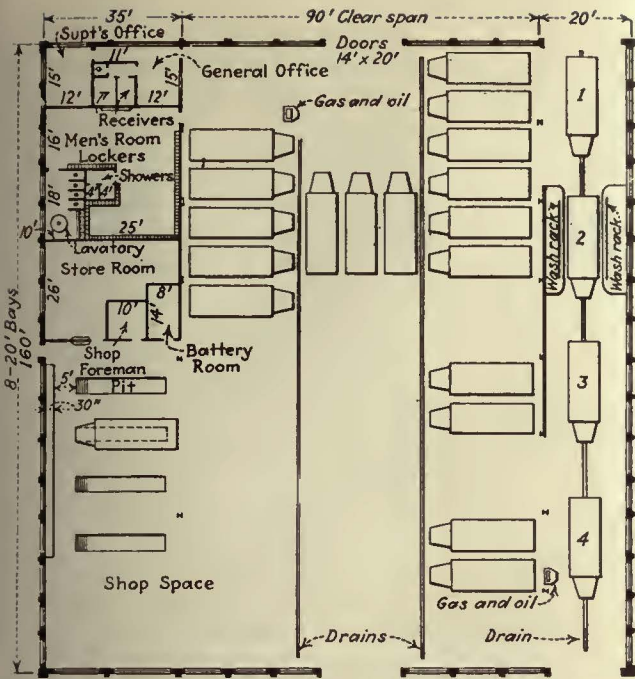 35'
90' Clear span
20'
Supt's Office
Doors
14' x 20'
11'
15'
15'
General Office
12'
12'
Gas and oil
Receivers
1
16'
Men's Room
Lockers
Showers
4'
4'
18'
10'
25'
Lavatory
Store Room
Wash rack
2
Wash rack
26'
8'
10'
14'
8-20' Bays
160'
Shop
Foreman
Battery
Room
5'
Pit
30"
3
4
Shop Space
Gas and oil
Drains
Drain